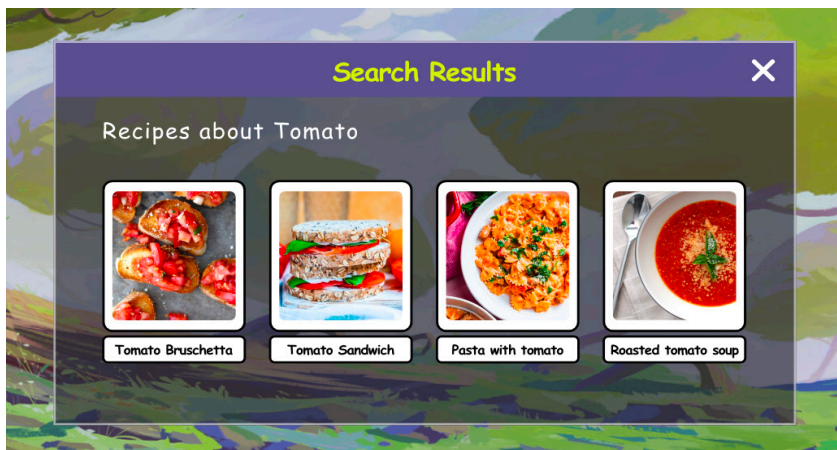 Search Results
Recipes about Tomato
Tomato Bruschetta
Tomato Sandwich
Pasta with tomato
Roasted tomato soup